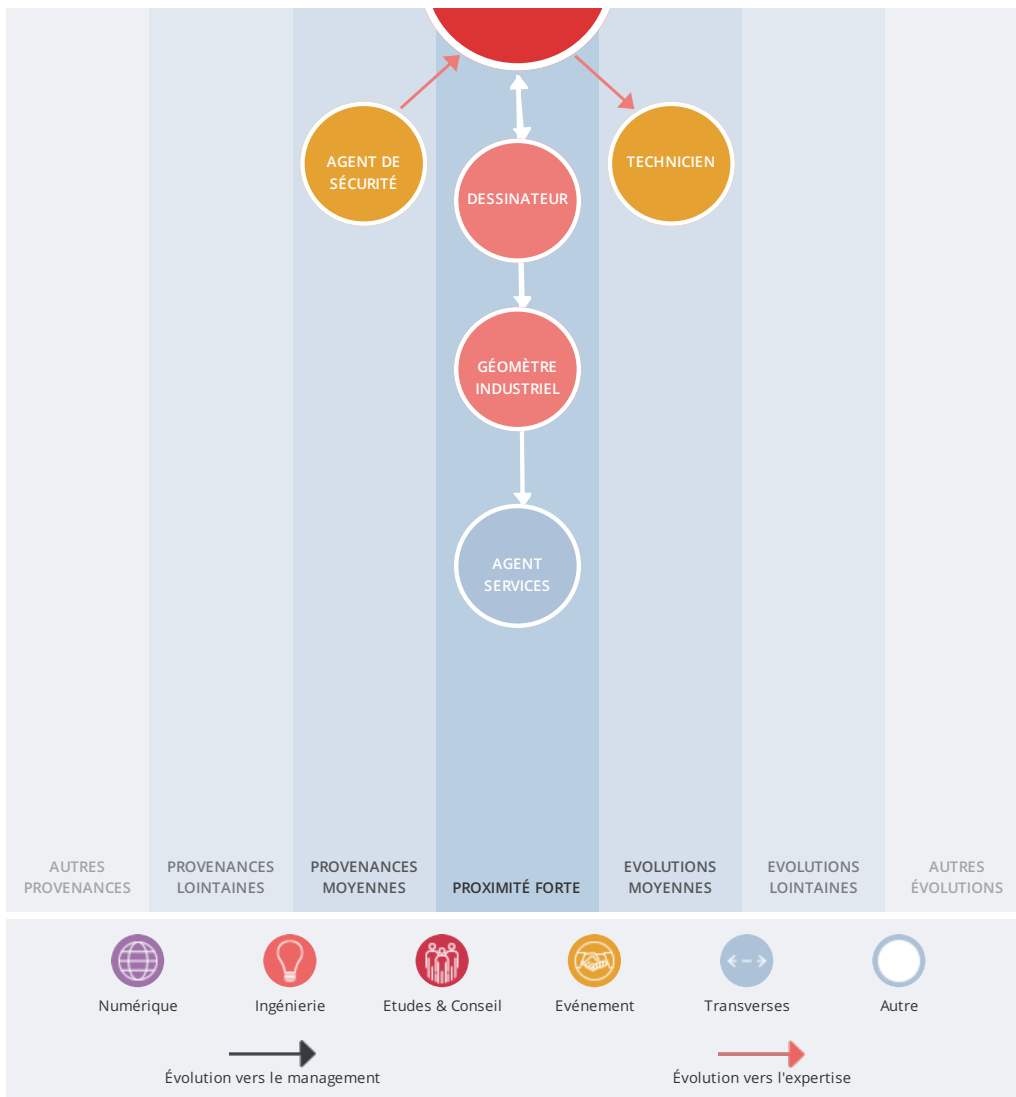 AGENT DE
SÉCURITÉ
TECHNICIEN
DESSINATEUR
GÉOMÈTRE
INDUSTRIEL
AGENT
SERVICES
AUTRES
PROVENANCES
PROVENANCES
LOINTAINES
PROVENANCES
MOYENNES
PROXIMITÉ FORTE
EVOLUTIONS
MOYENNES
EVOLUTIONS
LOINTAINES
AUTRES
ÉVOLUTIONS
Numérique
Ingénierie
Etudes & Conseil
Evénement
Transverses
Autre
Évolution vers le management
Évolution vers l'expertise